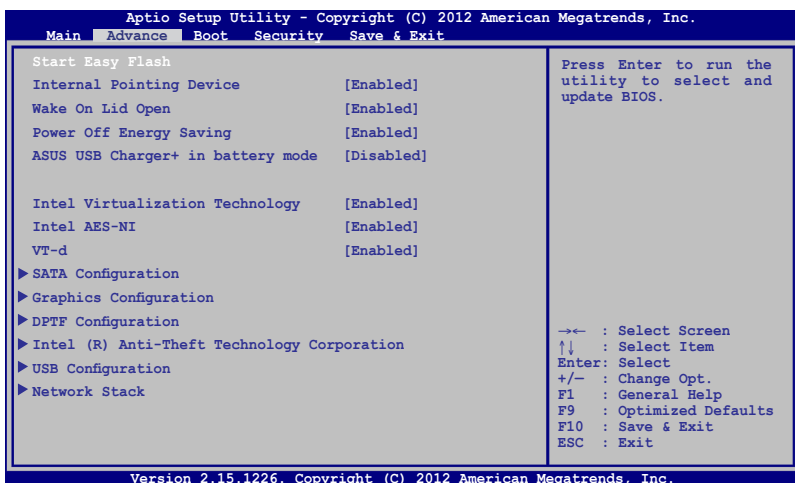 Aptio Setup Utility - Copyright (C) 2012 American Megatrends, Inc.
Main Advance Boot Security Save & Exit
Start Easy Flash
Internal Pointing Device [Enabled]
Wake On Lid Open [Enabled]
Power Off Energy Saving [Enabled]
ASUS USB Charger+ in battery mode [Disabled]
Intel Virtualization Technology [Enabled]
Intel AES-NI [Enabled]
VT-d [Enabled]
SATA Configuration
Graphics Configuration
DPTF Configuration
Intel (R) Anti-Theft Technology Corporation
USB Configuration
Network Stack
Press Enter to run the
utility to select and
update BIOS.
→← : Select Screen
↑↓ : Select Item
Enter: Select
+/— : Change Opt.
F1 : General Help
F9 : Optimized Defaults
F10 : Save & Exit
ESC : Exit
Version 2.15.1226. Copyright (C) 2012 American Megatrends, Inc.